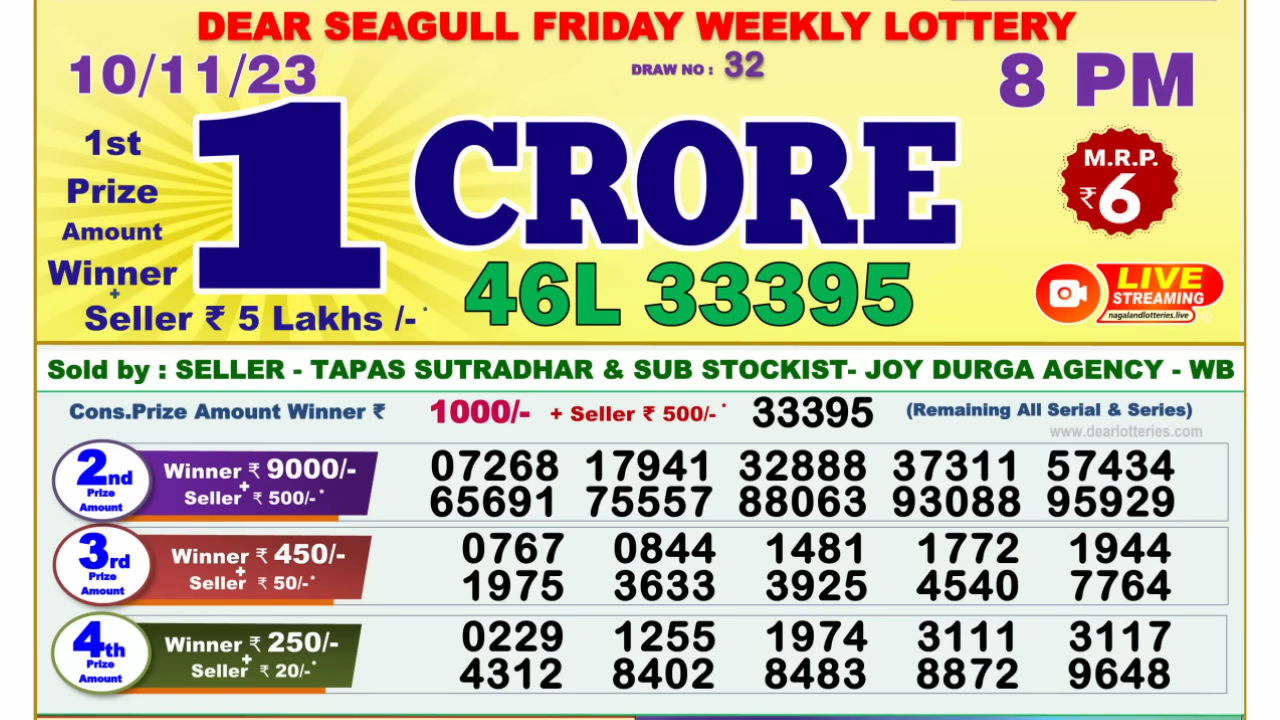 DEAR SEAGULL FRIDAY WEEKLY LOTTERY
10/11/23
DRAW NO : 32
8 PM
1st
Prize
Amount
Winner
+
Seller ₹ 5 Lakhs /-*
1 CRORE
46L 33395
M.R.P.
₹6
LIVE
STREAMING
nagalandlotteries.live
Sold by : SELLER - TAPAS SUTRADHAR & SUB STOCKIST- JOY DURGA AGENCY - WB
Cons.Prize Amount Winner ₹ 1000/- + Seller ₹ 500/-* 33395 (Remaining All Serial & Series)
www.dearlotteries.com
2nd
Prize
Amount
Winner ₹ 9000/-
+
Seller ₹ 500/-*
07268 17941 32888 37311 57434
65691 75557 88063 93088 95929
3rd
Prize
Amount
Winner ₹ 450/-
+
Seller ₹ 50/-*
0767 0844 1481 1772 1944
1975 3633 3925 4540 7764
4th
Prize
Amount
Winner ₹ 250/-
+
Seller ₹ 20/-*
0229 1255 1974 3111 3117
4312 8402 8483 8872 9648